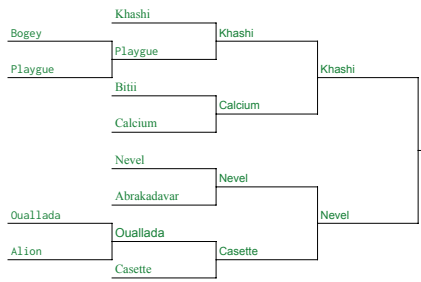 Khashi
Bogey
Khashi
Playgue
Playgue
Khashi
Bitii
Calcium
Calcium
Nevel
Nevel
Abrakadavar
Ouallada
Nevel
Ouallada
Alion
Casette
Casette